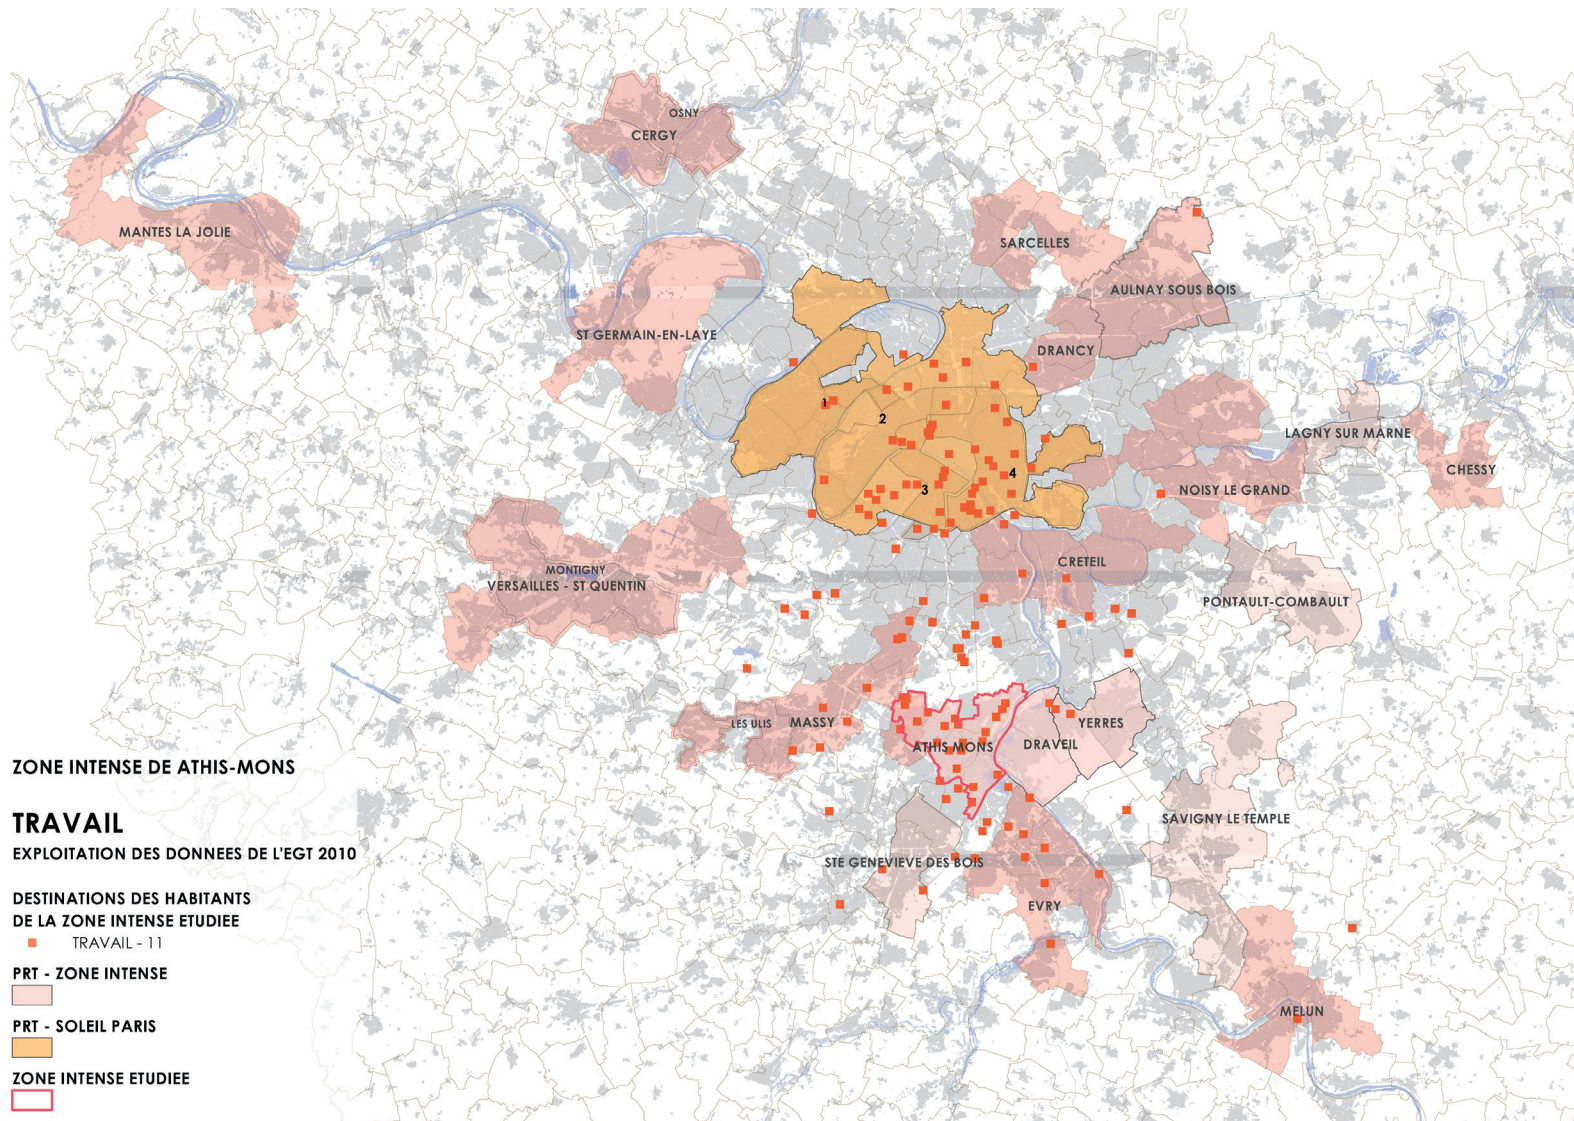 OSNY
CERGY
MANTES LA JOLIE
SARCELLES
AULNAY SOUS BOIS
ST GERMAIN-EN-LAYE
DRANCY
1
2
LAGNY SUR MARNE
CHESSY
4
3
NOISY LE GRAND
CRETEIL
MONTIGNY
VERSAILLES - ST QUENTIN
PONTAULT-COMBAULT
LES ULIS
MASSY
YERRES
ATHIS MONS
DRAVEIL
SAVIGNY LE TEMPLE
STE GENEVIEVE DES BOIS
EVRY
MELUN
ZONE INTENSE DE ATHIS-MONS
TRAVAIL
EXPLOITATION DES DONNEES DE L'EGT 2010
DESTINATIONS DES HABITANTS
DE LA ZONE INTENSE ETUDIEE
TRAVAIL - 11
PRT - ZONE INTENSE
PRT - SOLEIL PARIS
ZONE INTENSE ETUDIEE